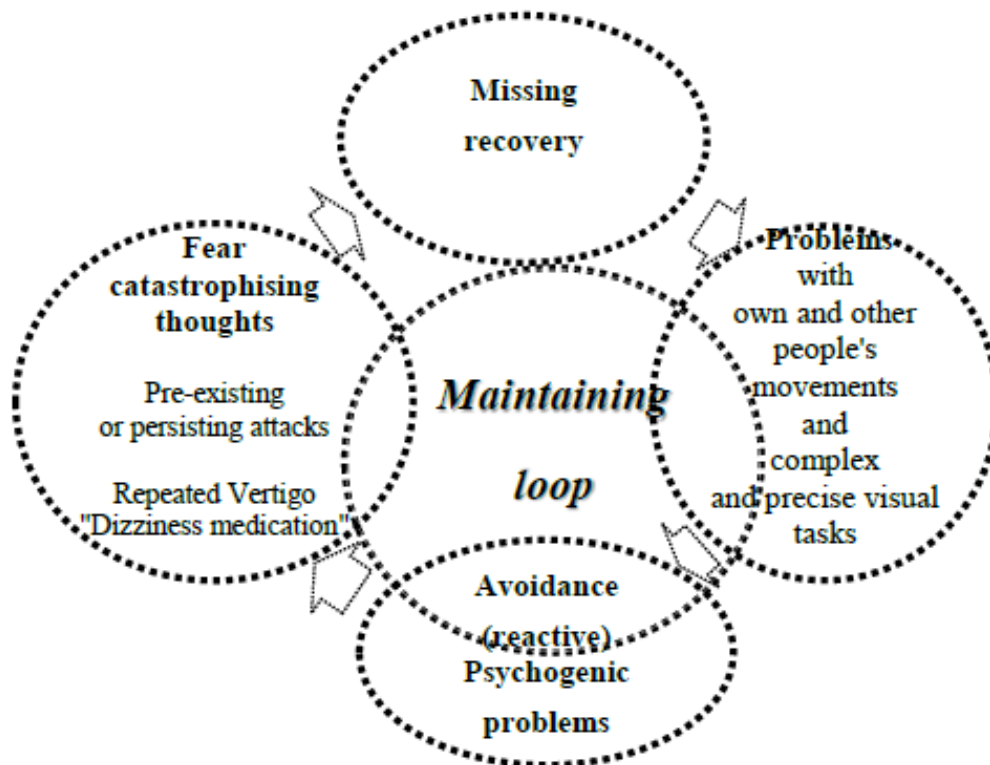 Missing
recovery
Fear
catastrophising
thoughts
Pre-existing
or persisting attacks
Repeated Vertigo
"Dizziness medication"
Maintaining
loop
Problems
with
own and other
people's
movements
and
complex
and precise visual
tasks
Avoidance
(reactive)
Psychogenic
problems